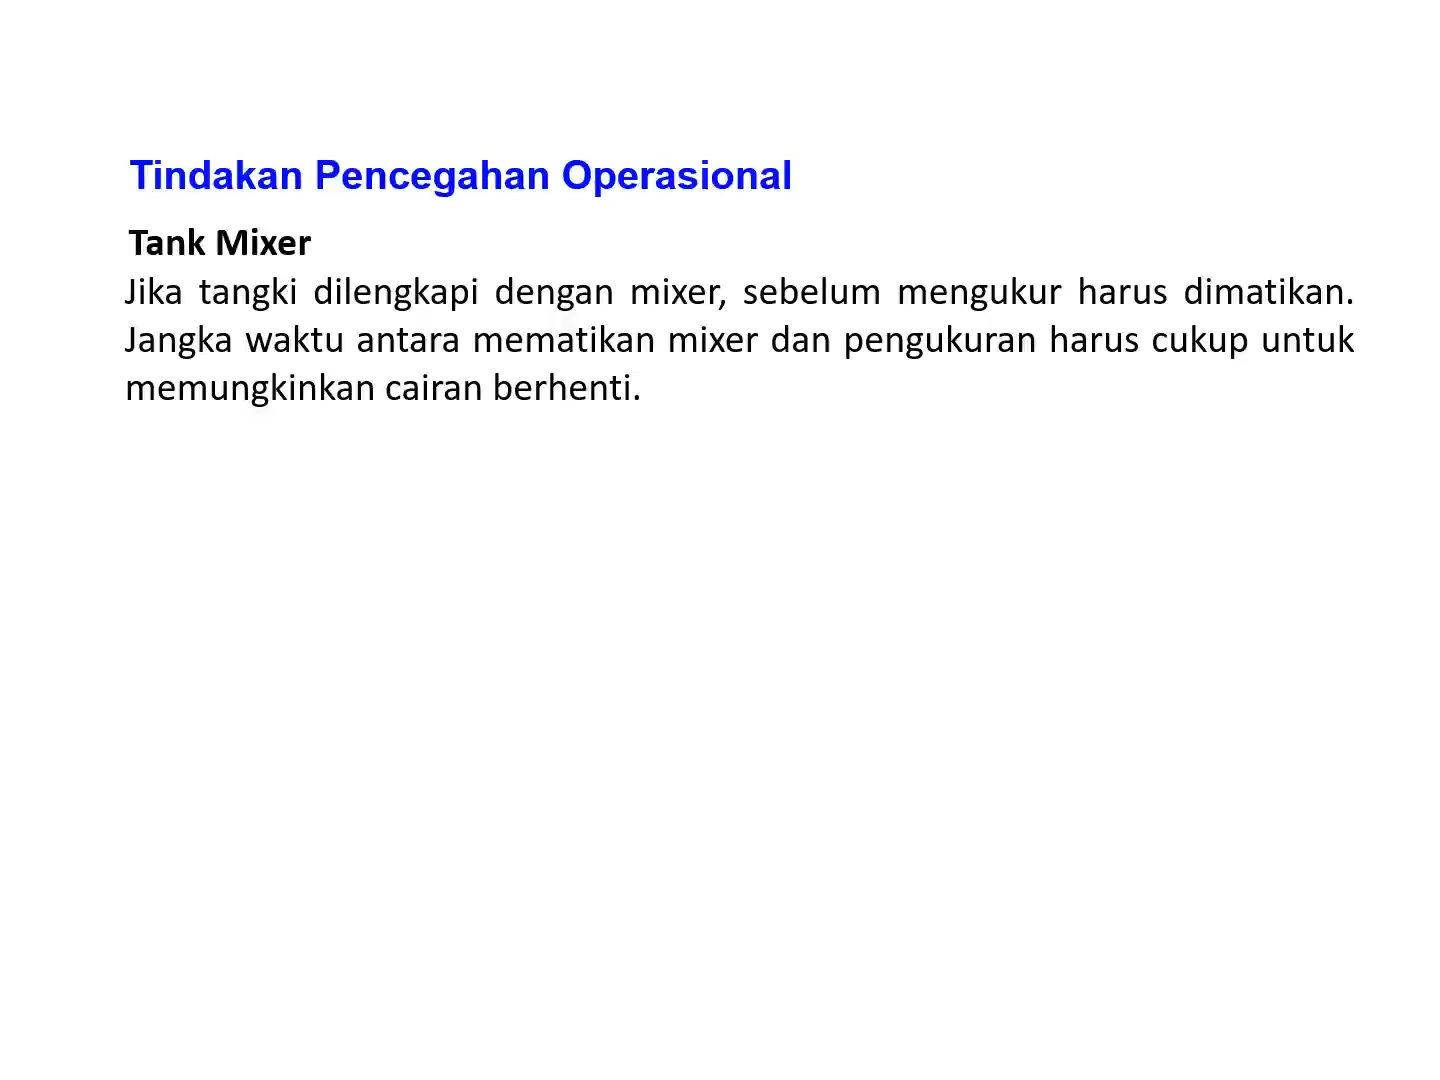 Tindakan Pencegahan Operasional
Tank Mixer
Jika tangki dilengkapi dengan mixer, sebelum mengukur harus dimatikan.
Jangka waktu antara mematikan mixer dan pengukuran harus cukup untuk
memungkinkan cairan berhenti.